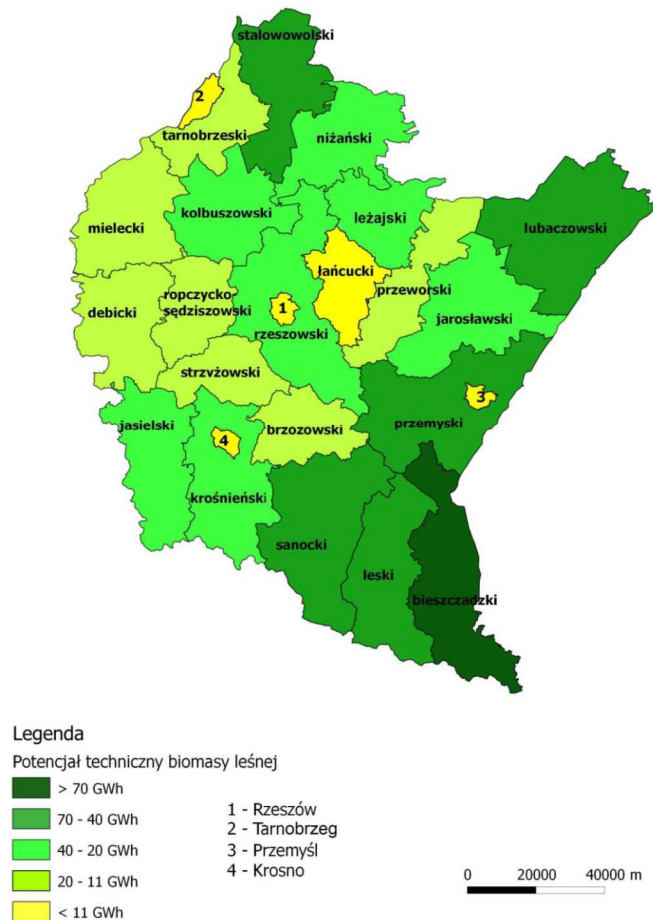 stalowowolski
2
tarnobrzeski
niżański
kolbuszowski
leżajski
mielecki
lubaczowski
łańcucki
ropczycko-
sędziszowski
przeworski
debicki
1
jarosławski
rzeszowski
strzyżowski
3
jasielski
przemyski
brzozowski
4
krośnieński
sanocki
leski
bieszczadzki
Legenda
Potencjał techniczny biomasy leśnej
> 70 GWh
70 - 40 GWh
40 - 20 GWh
20 - 11 GWh
< 11 GWh
1 - Rzeszów
2 - Tarnobrzeg
3 - Przemyśl
4 - Krosno
0 20000 40000 m